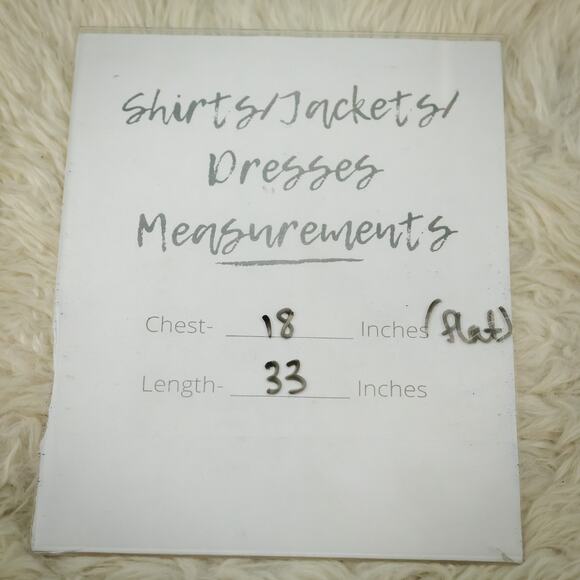 Shirts/Jackets/
Dresses
Measurements
Chest- 18 Inches (flat)
Length- 33 Inches